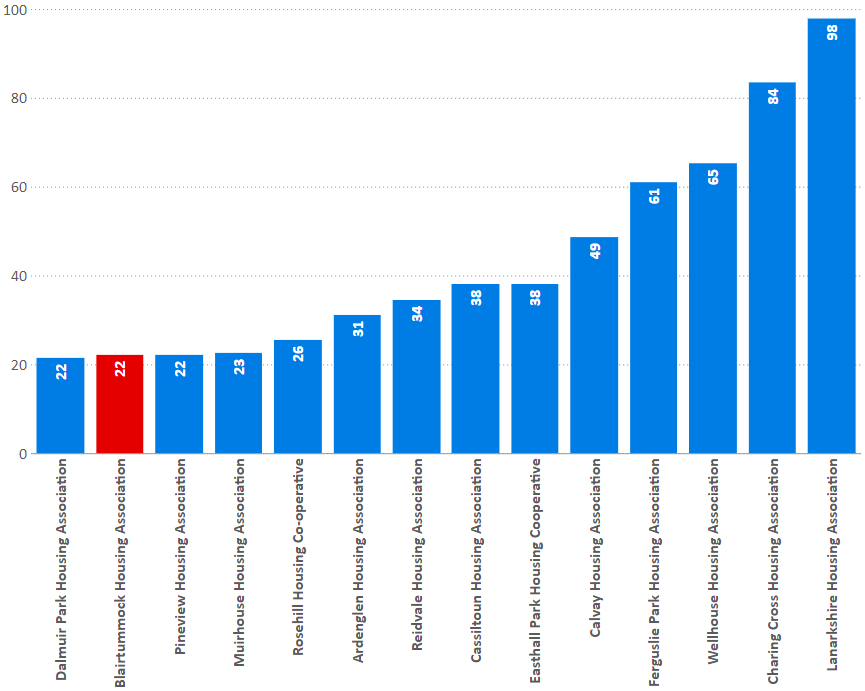 100
80
60
40
20
0
22
22
22
23
26
31
34
38
38
49
61
65
84
98
Dalmuir Park Housing Association
Blairtummock Housing Association
Pineview Housing Association
Muirhouse Housing Association
Rosehill Housing Co-operative
Ardenglen Housing Association
Reidvale Housing Association
Cassiltoun Housing Association
Easthall Park Housing Cooperative
Calvay Housing Association
Ferguslie Park Housing Association
Wellhouse Housing Association
Charing Cross Housing Association
Lanarkshire Housing Association